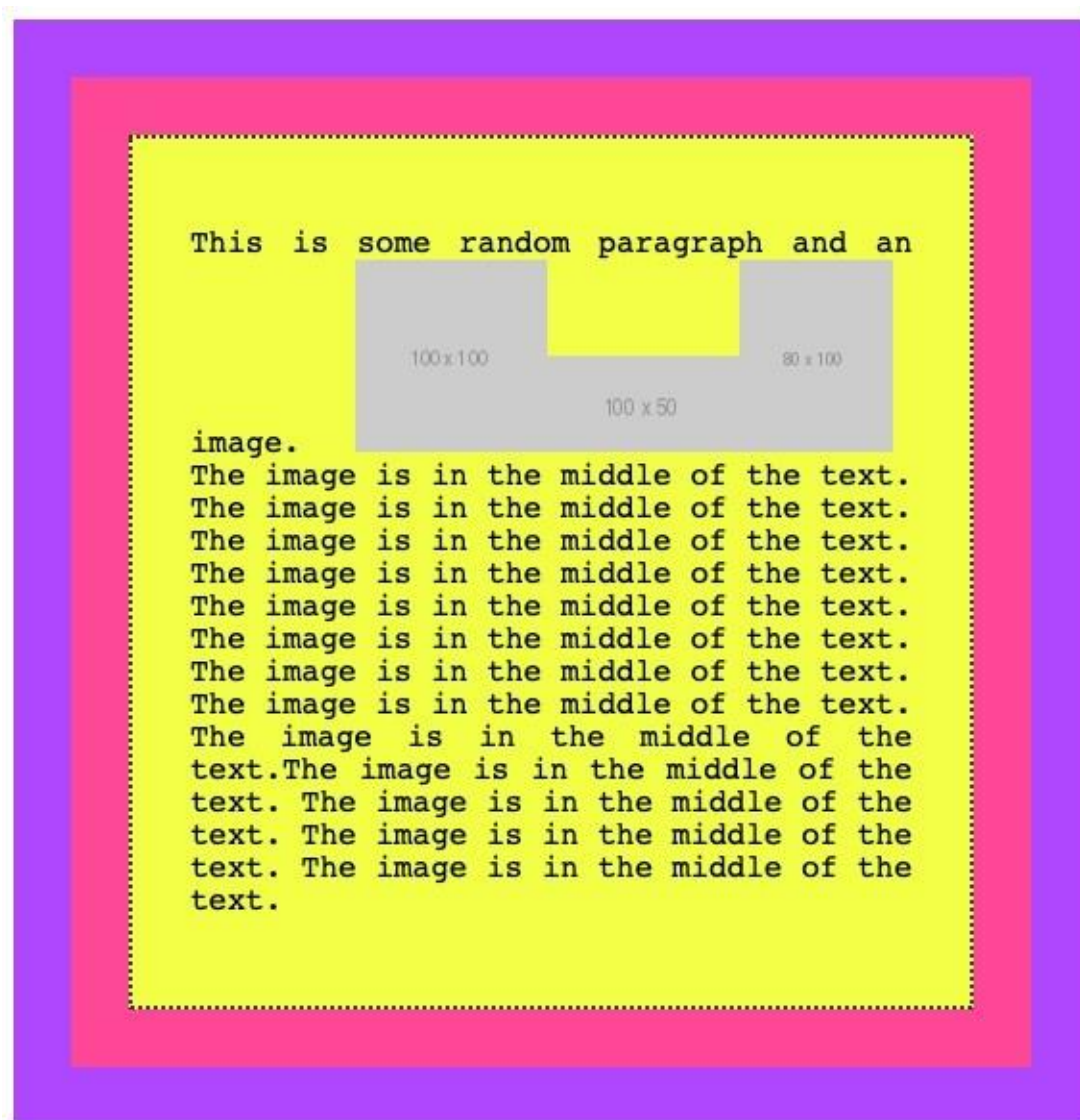 This is some random paragraph and an
100 x 100
80 x 100
100 x 50
image.
The image is in the middle of the text.
The image is in the middle of the text.
The image is in the middle of the text.
The image is in the middle of the text.
The image is in the middle of the text.
The image is in the middle of the text.
The image is in the middle of the text.
The image is in the middle of the text.
The image is in the middle of the
text.The image is in the middle of the
text. The image is in the middle of the
text. The image is in the middle of the
text. The image is in the middle of the
text.